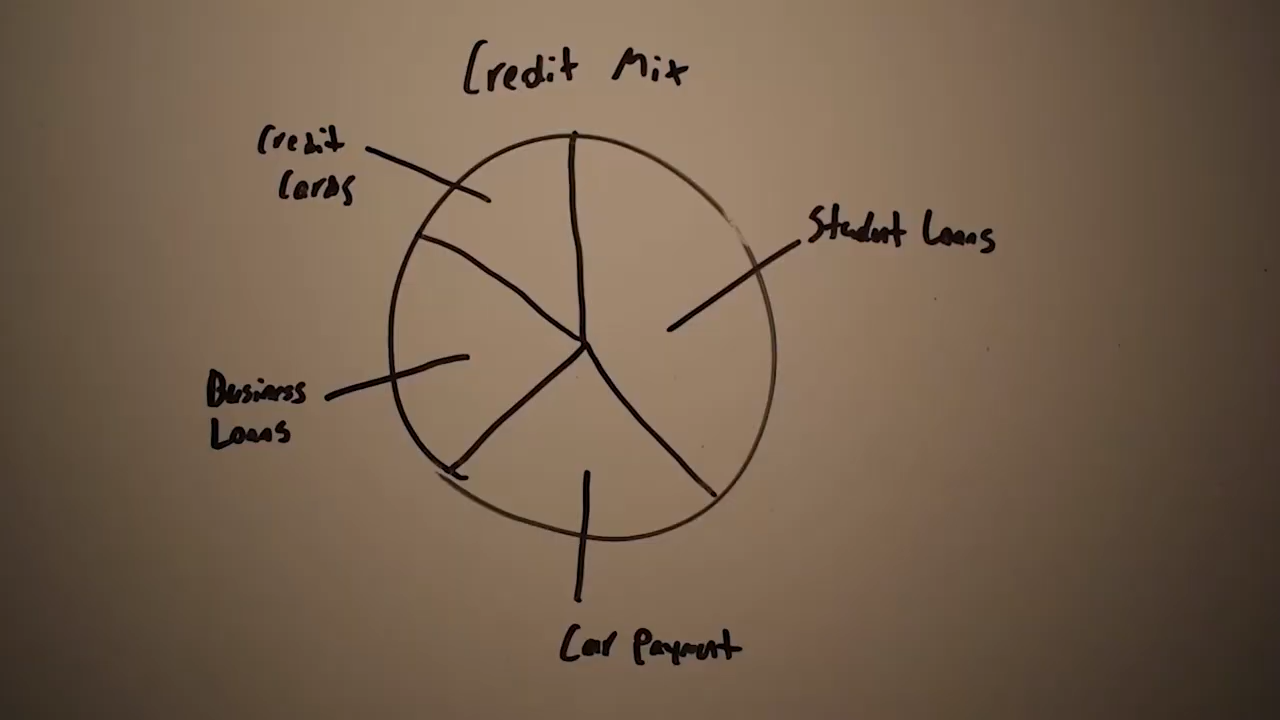 Credit Mix
Credit
Cards
Student Loans
Business
Loans
Car Payment